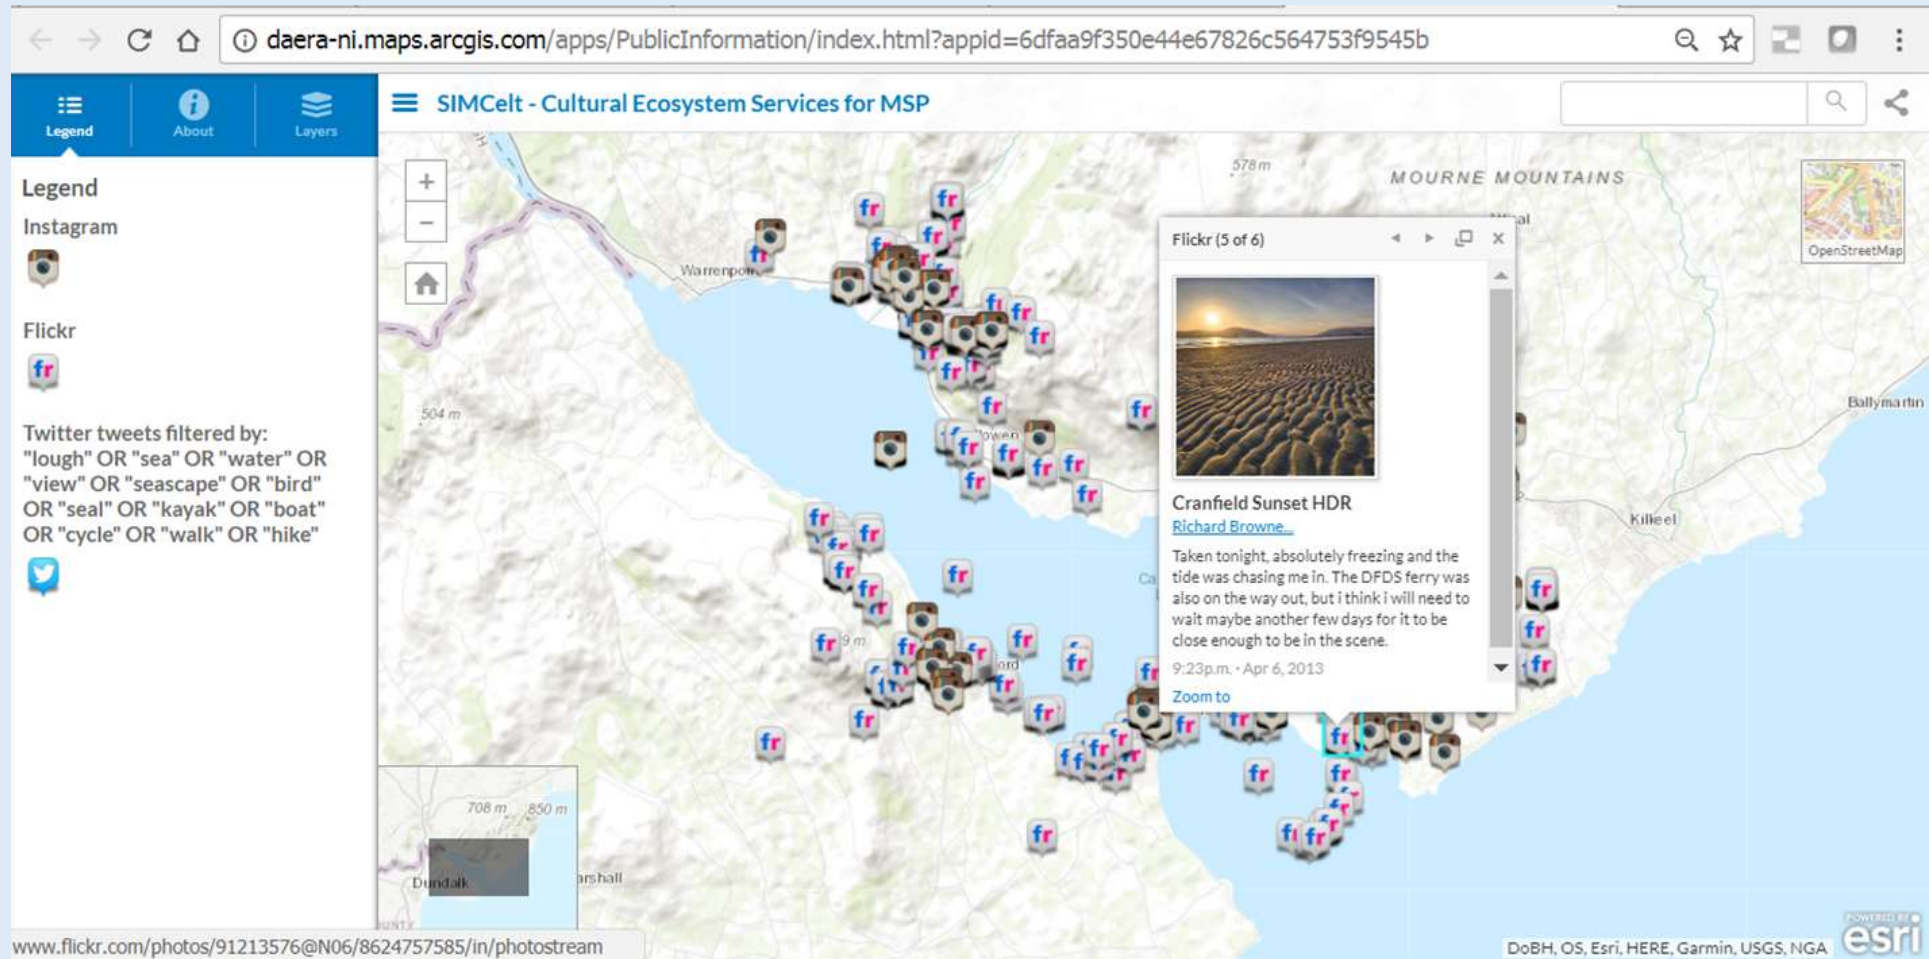 daera-ni.maps.arcgis.com/apps/PublicInformation/index.html?appid=6dfaa9f350e44e67826c564753f9545b
Legend
About
Layers
SIMCelt - Cultural Ecosystem Services for MSP
Legend
Instagram
Flickr
fr
Twitter tweets filtered by:
"lough" OR "sea" OR "water" OR
"view" OR "seascape" OR "bird"
OR "seal" OR "kayak" OR "boat"
OR "cycle" OR "walk" OR "hike"
+
−
578 m
MOURNE MOUNTAINS
OpenStreetMap
504 m
Ballymartin
Kilkeel
Flickr (5 of 6)
Cranfield Sunset HDR
Richard Browne...
Taken tonight, absolutely freezing and the
tide was chasing me in. The DFDS ferry was
also on the way out, but i think i will need to
wait maybe another few days for it to be
close enough to be in the scene.
9:23p.m. · Apr 6, 2013
Zoom to
708 m
850 m
Dundalk
www.flickr.com/photos/91213576@N06/8624757585/in/photostream
DoBH, OS, Esri, HERE, Garmin, USGS, NGA
POWERED BY
esri